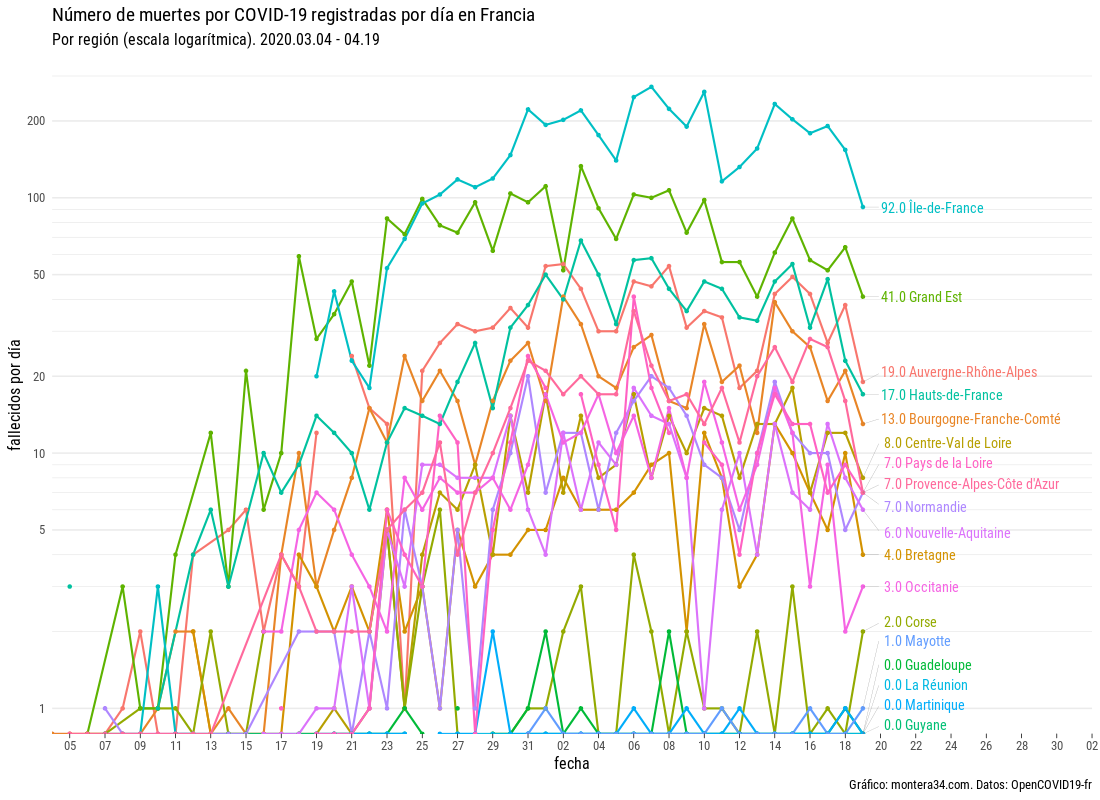 Número de muertes por COVID-19 registradas por día en Francia
Por región (escala logarítmica). 2020.03.04 - 04.19
fallecidos por día
200
100
50
20
10
5
1
92.0 Île-de-France
41.0 Grand Est
19.0 Auvergne-Rhône-Alpes
17.0 Hauts-de-France
13.0 Bourgogne-Franche-Comté
8.0 Centre-Val de Loire
7.0 Pays de la Loire
7.0 Provence-Alpes-Côte d'Azur
7.0 Normandie
6.0 Nouvelle-Aquitaine
4.0 Bretagne
3.0 Occitanie
2.0 Corse
1.0 Mayotte
0.0 Guadeloupe
0.0 La Réunion
0.0 Martinique
0.0 Guyane
05 07 09 11 13 15 17 19 21 23 25 27 29 31 02 04 06 08 10 12 14 16 18 20 22 24 26 28 30 02
fecha
Gráfico: montera34.com. Datos: OpenCOVID19-fr